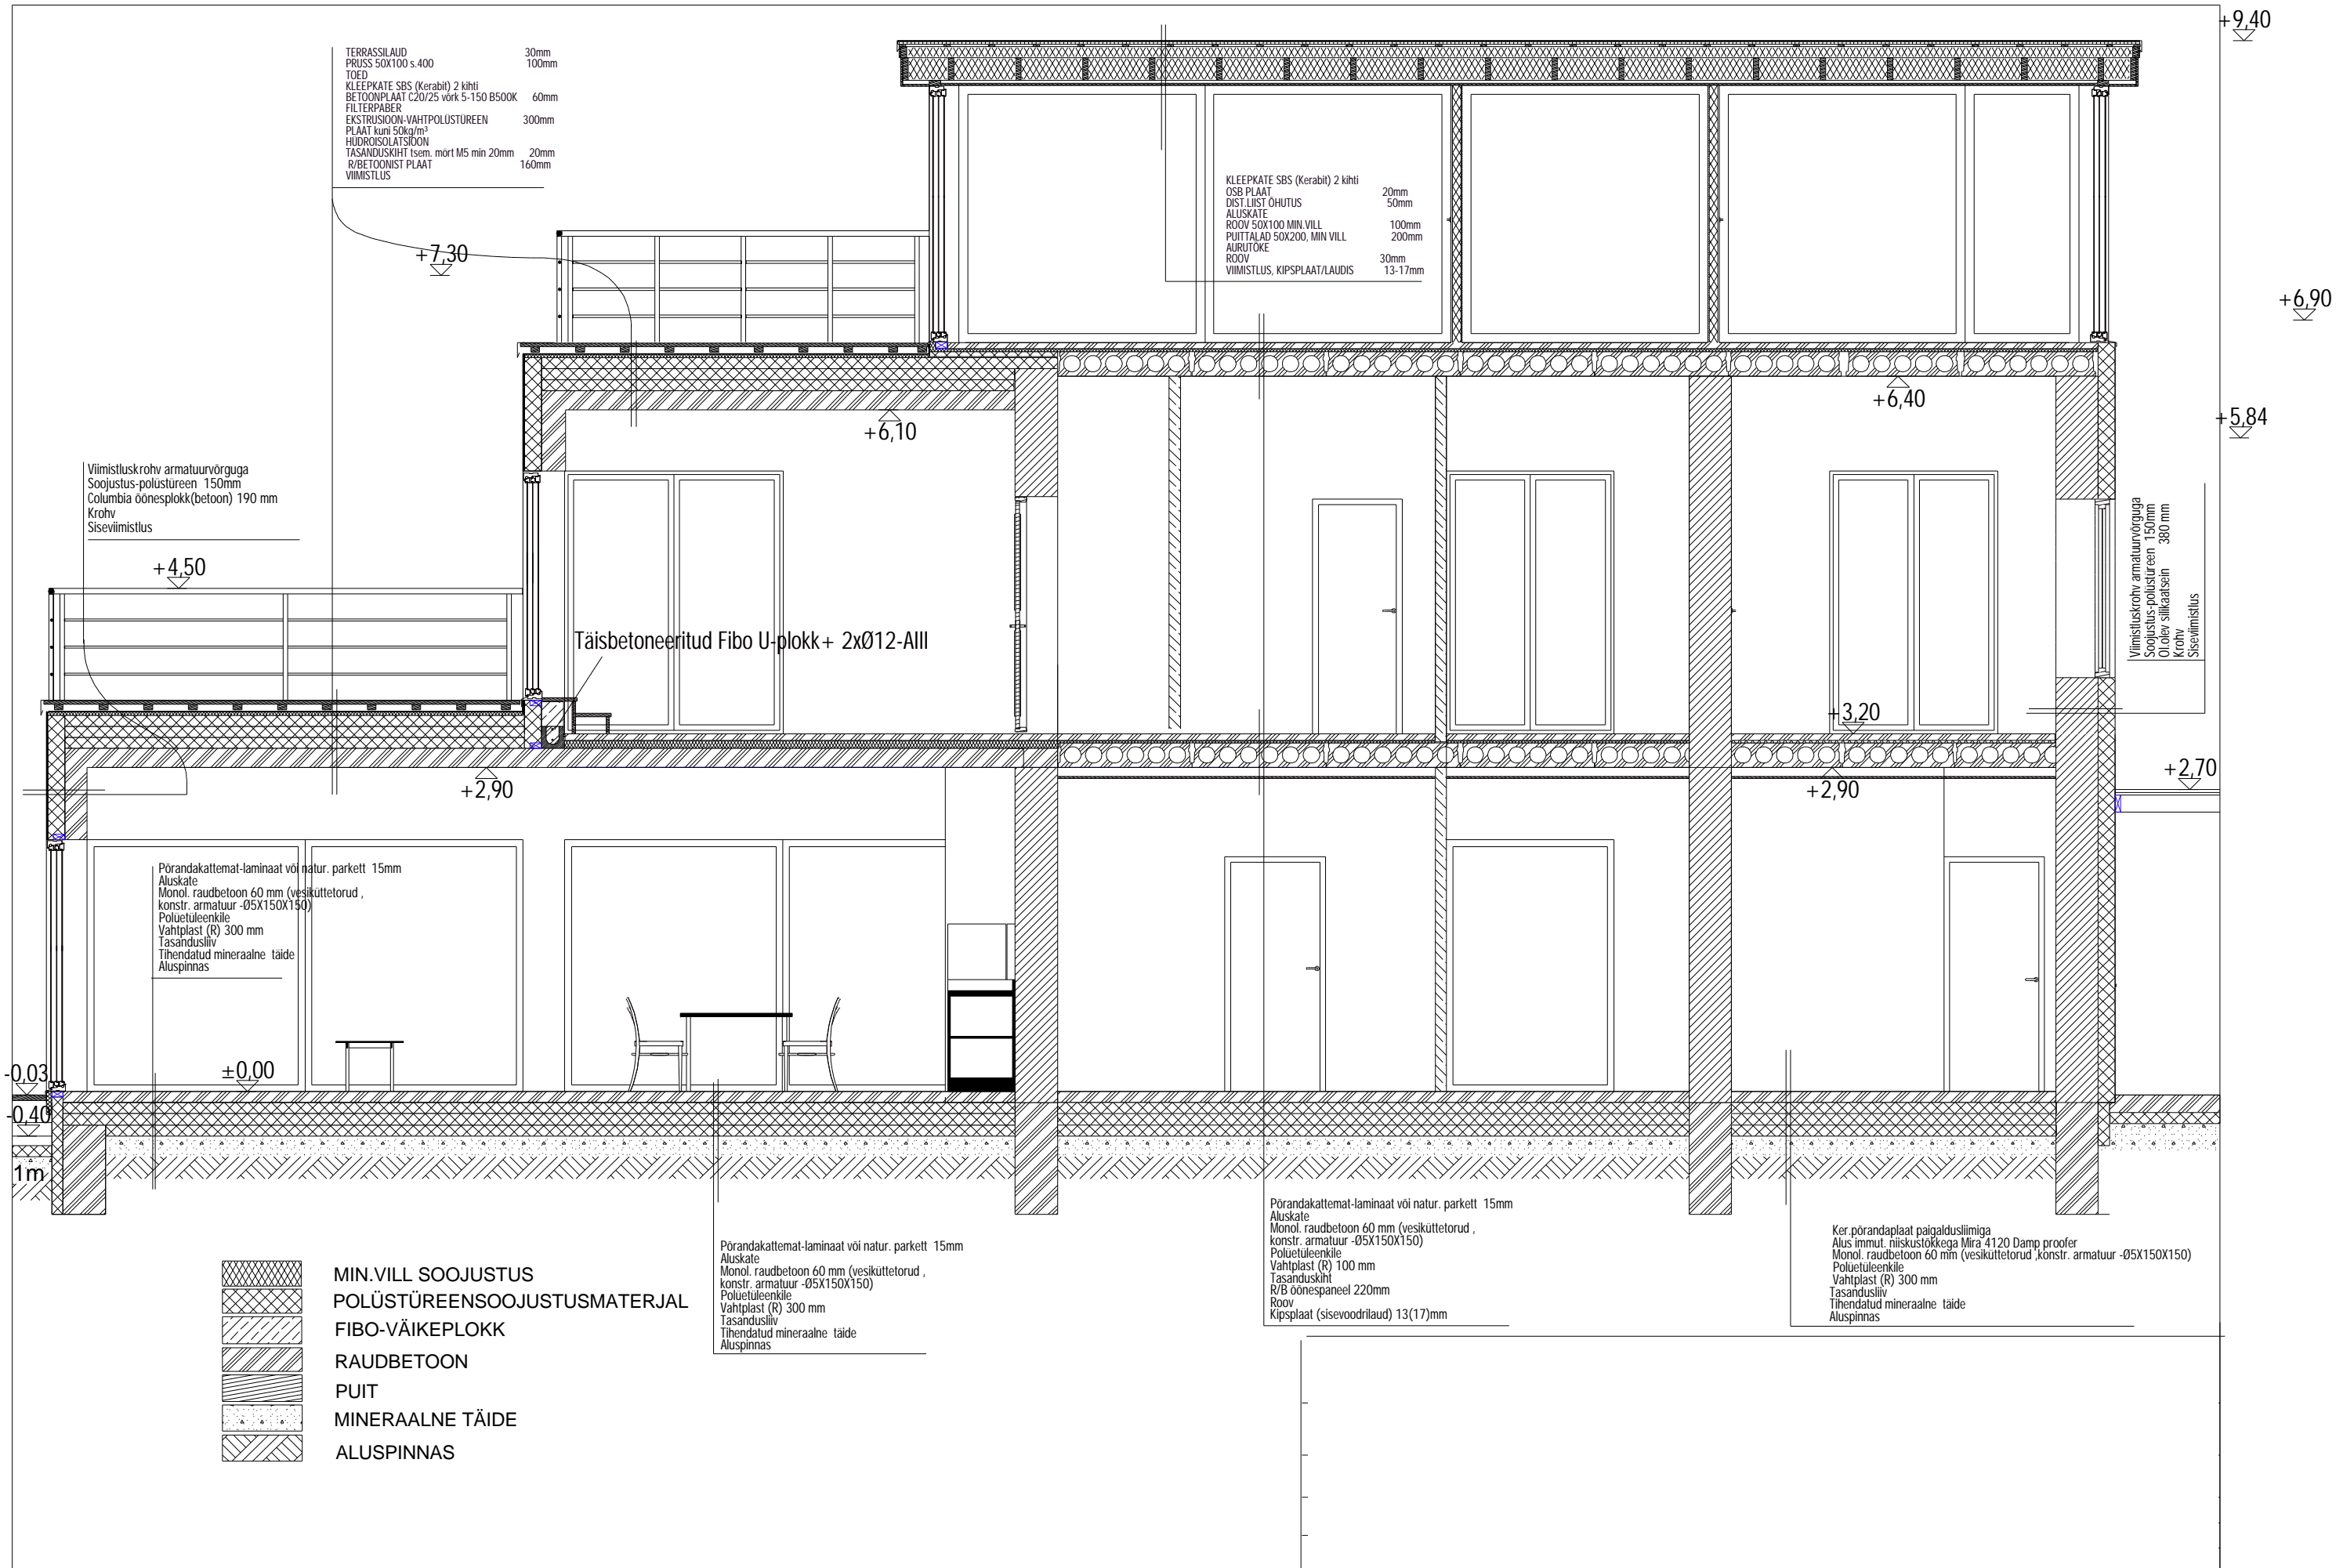 +9,40
TERRASSILAUD 30mm
PRUSS 50X100 s.400 100mm
TOED
KLEEPKATE SBS (Kerabit) 2 kihti
BETOONPLAAT C20/25 võrk 5-150 B500K 60mm
FILTERPABER
EKSTRUSIOON-VAHTPOLÜSTÜREEN 300mm
PLAAT kuni 50kg/m³
HÜDROISOLATSIOON
TASANDUSKIHT tsem. mört M5 min 20mm 20mm
R/BETOONIST PLAAT 160mm
VIIMISTLUS
KLEEPKATE SBS (Kerabit) 2 kihti
OSB PLAAT 20mm
DIST.LIIST ÕHUTUS 50mm
ALUSKATE
ROOV 50X100 MIN.VILL 100mm
PUITTALAD 50X200, MIN VILL 200mm
AURUTÕKE
ROOV 30mm
VIIMISTLUS, KIPSPLAAT/LAUDIS 13-17mm
+7,30
+6,90
+6,40
+5,84
+6,10
Viimistluskrohv armatuurvõrguga
Soojustus-polüstüreen 150mm
Columbia õõnesplokk(betoon) 190 mm
Krohv
Siseviimistlus
+4,50
Viimistluskrohv armatuurvõrguga
Soojustus-polüstüreen 150mm
Ol.olev silikaatsein 380 mm
Krohv
Siseviimistlus
Täisbetoneeritud Fibo U-plokk+ 2xØ12-AIII
+3,20
+2,70
+2,90
+2,90
Põrandakattemat-laminaat või natur. parkett 15mm
Aluskate
Monol. raudbetoon 60 mm (vesiküttetorud ,
konstr. armatuur -Ø5X150X150)
Polüetüleenkile
Vahtplast (R) 300 mm
Tasandusliiv
Tihendatud mineraalne täide
Aluspinnas
-0,03
±0,00
-0,40
1m
Põrandakattemat-laminaat või natur. parkett 15mm
Aluskate
Monol. raudbetoon 60 mm (vesiküttetorud ,
konstr. armatuur -Ø5X150X150)
Polüetüleenkile
Vahtplast (R) 300 mm
Tasandusliiv
Tihendatud mineraalne täide
Aluspinnas
Põrandakattemat-laminaat või natur. parkett 15mm
Aluskate
Monol. raudbetoon 60 mm (vesiküttetorud ,
konstr. armatuur -Ø5X150X150)
Polüetüleenkile
Vahtplast (R) 100 mm
Tasanduskiht
R/B õõnespaneel 220mm
Roov
Kipsplaat (sisevoodrilaud) 13(17)mm
Ker.põrandaplaat paigaldusliimiga
Alus immut. niiskustõkkega Mira 4120 Damp proofer
Monol. raudbetoon 60 mm (vesiküttetorud ,konstr. armatuur -Ø5X150X150)
Polüetüleenkile
Vahtplast (R) 300 mm
Tasandusliiv
Tihendatud mineraalne täide
Aluspinnas
MIN.VILL SOOJUSTUS
POLÜSTÜREENSOOJUSTUSMATERJAL
FIBO-VÄIKEPLOKK
RAUDBETOON
PUIT
MINERAALNE TÄIDE
ALUSPINNAS